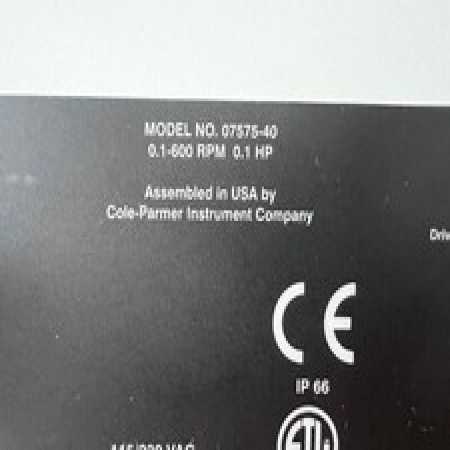 MODEL NO. 07575-40
0.1-600 RPM 0.1 HP
Assembled in USA by
Cole-Parmer Instrument Company
CE
IP 66
ETL